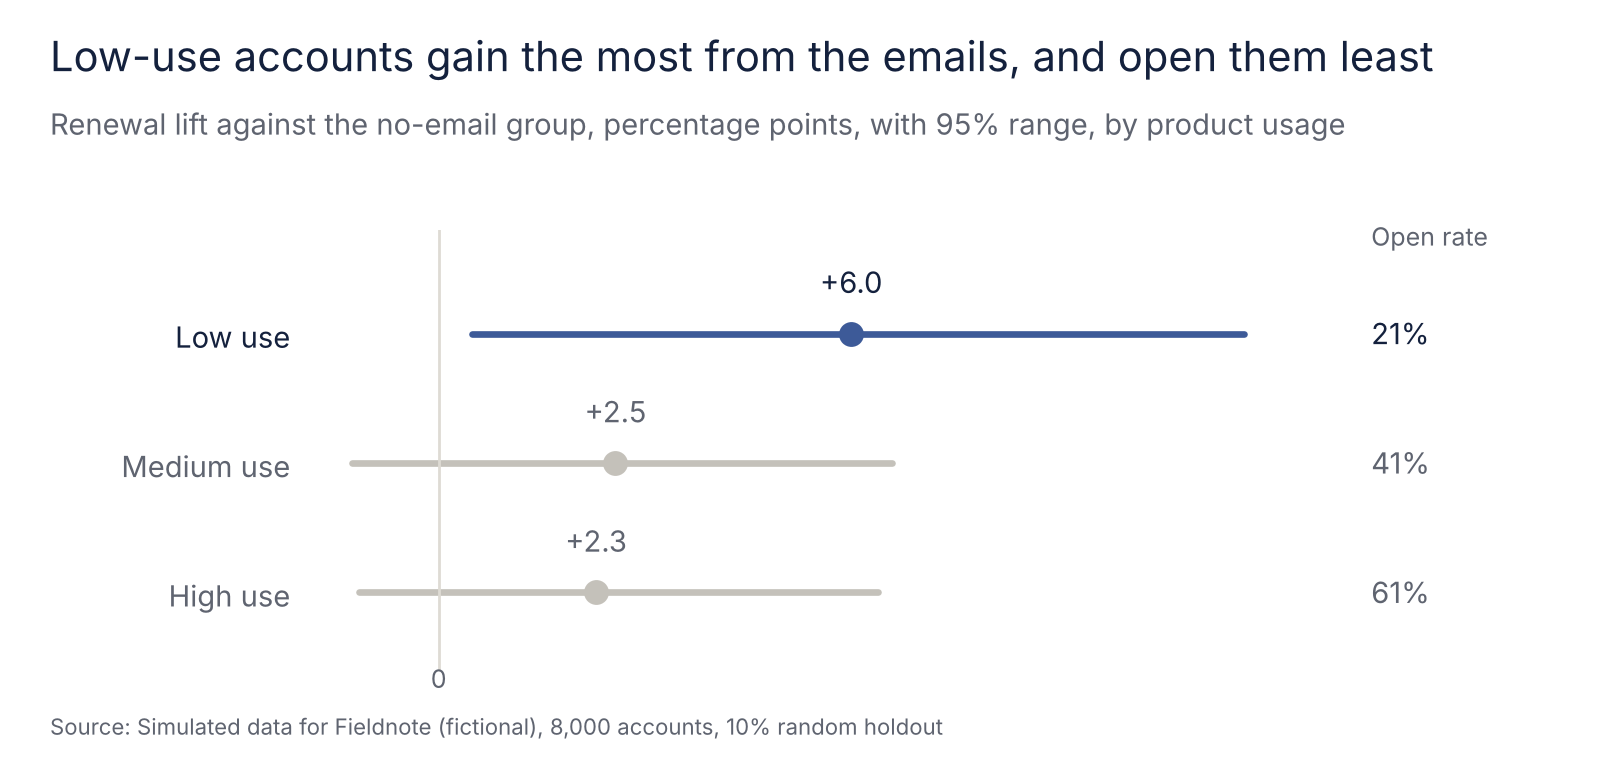 Low-use accounts gain the most from the emails, and open them least
Renewal lift against the no-email group, percentage points, with 95% range, by product usage
Open rate
+6.0
Low use
21%
+2.5
Medium use
41%
+2.3
High use
61%
0
Source: Simulated data for Fieldnote (fictional), 8,000 accounts, 10% random holdout